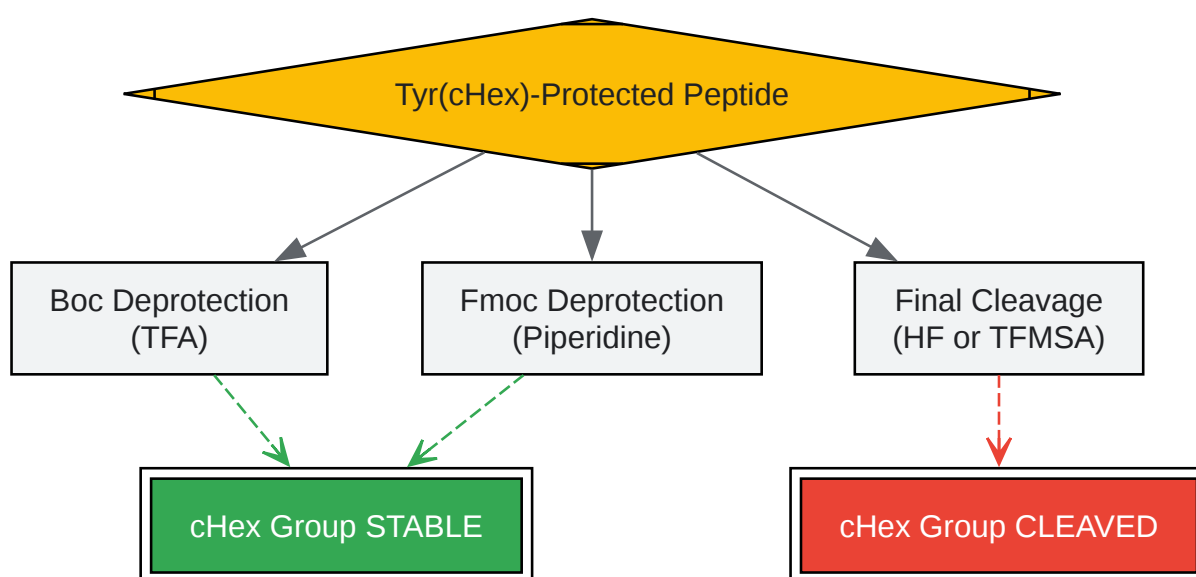 Tyr(cHex)-Protected Peptide
Boc Deprotection
(TFA)
Fmoc Deprotection
(Piperidine)
Final Cleavage
(HF or TFMSA)
cHex Group STABLE
cHex Group CLEAVED